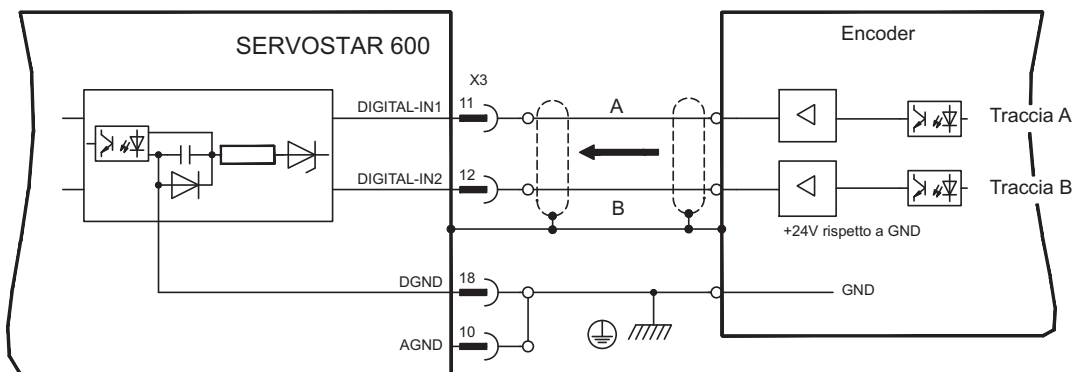 SERVOSTAR 600
Encoder
X3
DIGITAL-IN1
11
A
Traccia A
DIGITAL-IN2
12
B
Traccia B
+24V rispetto a GND
DGND
18
GND
AGND
10